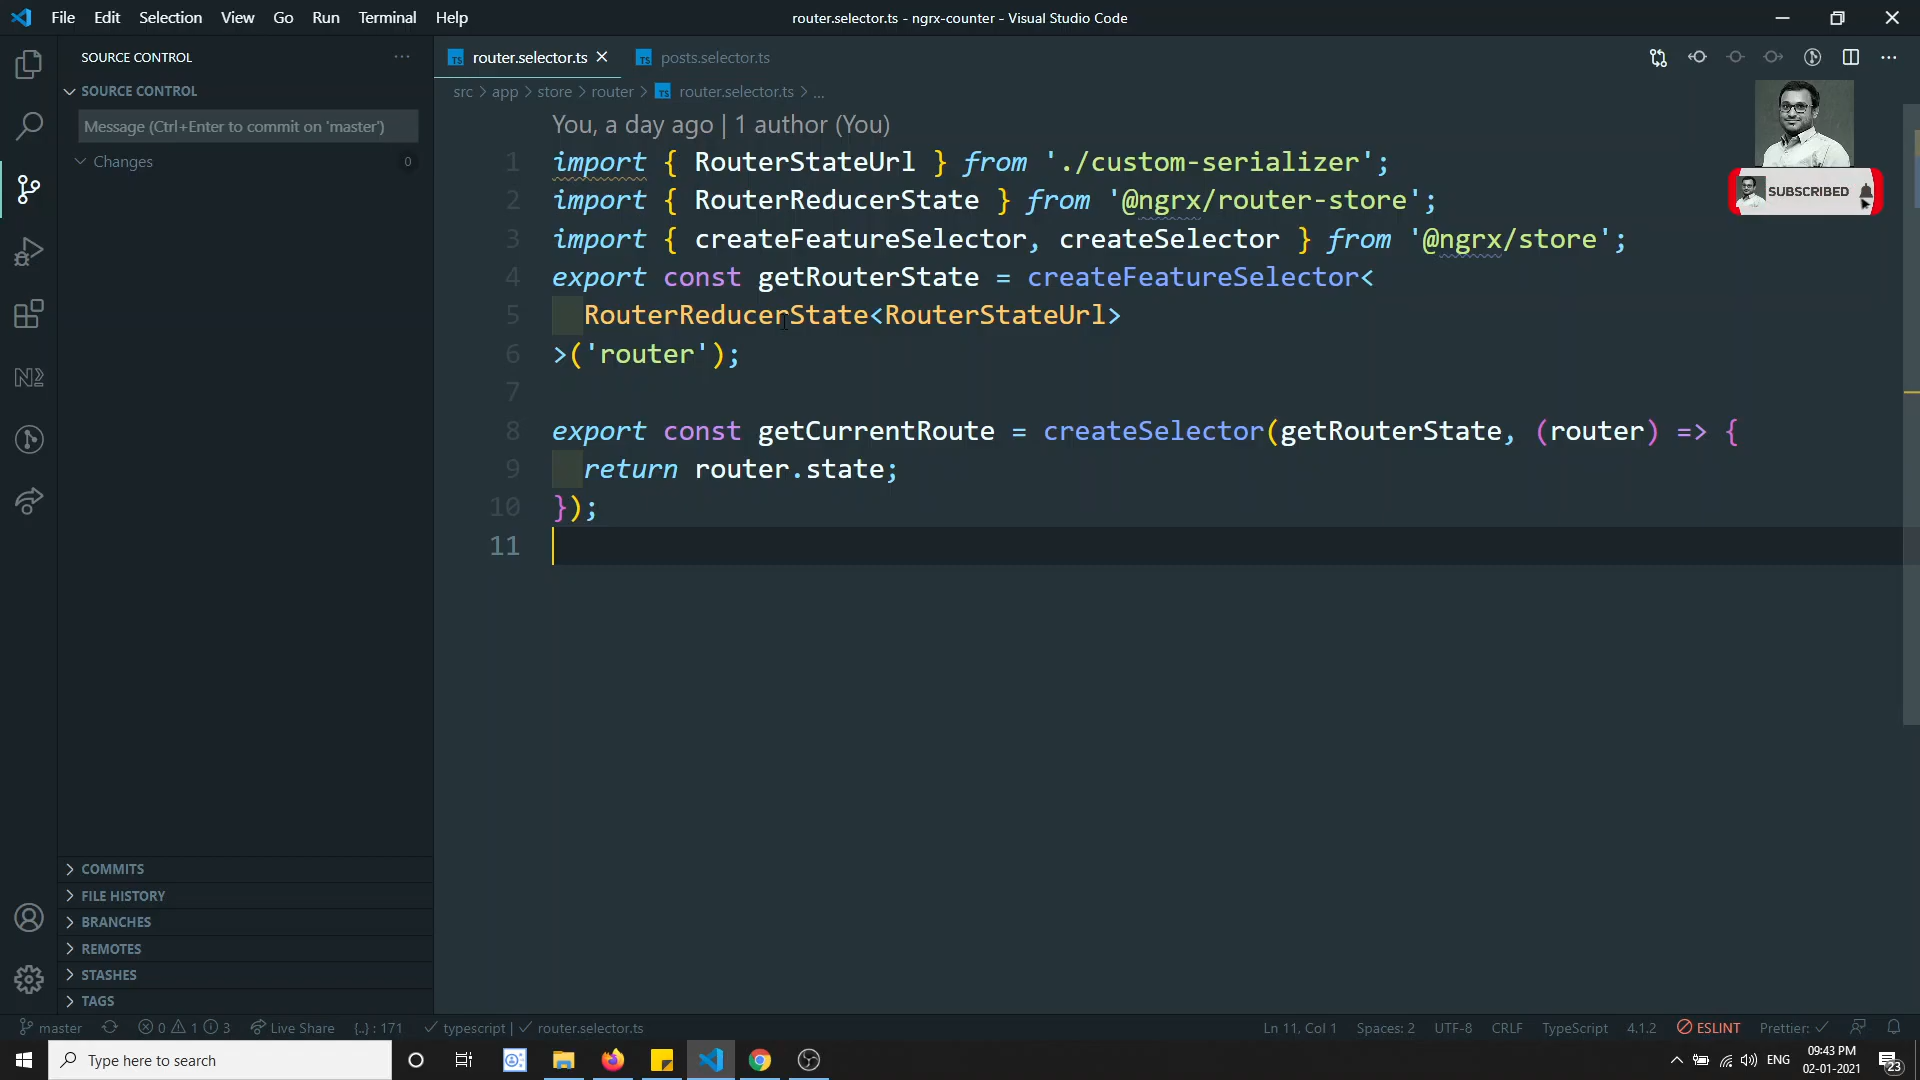 File Edit Selection View Go Run Terminal Help
router.selector.ts - ngrx-counter - Visual Studio Code
SOURCE CONTROL
SOURCE CONTROL
Message (Ctrl+Enter to commit on 'master')
Changes 0
COMMITS
FILE HISTORY
BRANCHES
REMOTES
STASHES
TAGS
TS router.selector.ts
TS posts.selector.ts
src > app > store > router > TS router.selector.ts > ...
You, a day ago | 1 author (You)
1 import { RouterStateUrl } from './custom-serializer';
2 import { RouterReducerState } from '@ngrx/router-store';
3 import { createFeatureSelector, createSelector } from '@ngrx/store';
4 export const getRouterState = createFeatureSelector<
5 RouterReducerState<RouterStateUrl>
6 >('router');
7
8 export const getCurrentRoute = createSelector(getRouterState, (router) => {
9 return router.state;
10 });
11
SUBSCRIBED
master 0 1 3 Live Share {..} : 171 typescript | router.selector.ts
Ln 11, Col 1 Spaces: 2 UTF-8 CRLF TypeScript 4.1.2 ESLINT Prettier:
Type here to search
ENG
09:43 PM
02-01-2021
23